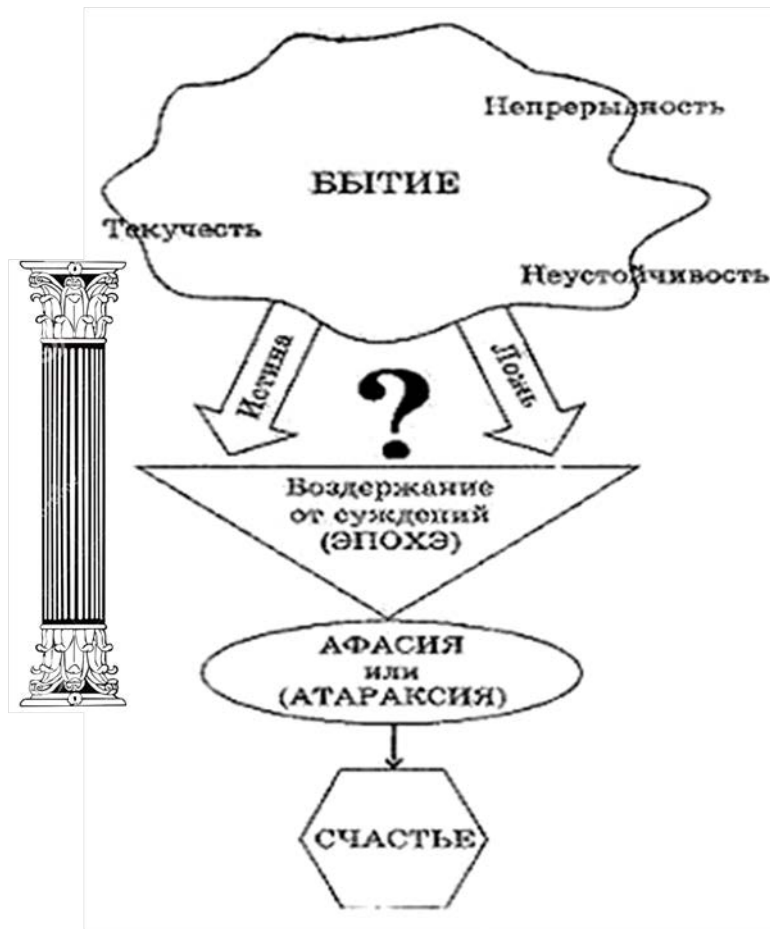 Непрерывность
БЫТИЕ
Текучесть
Неустойчивость
Истина
Ложь
?
Воздержание
от суждений
(ЭПОХЭ)
АФАСИЯ
или
(АТАРАКСИЯ)
СЧАСТЬЕ